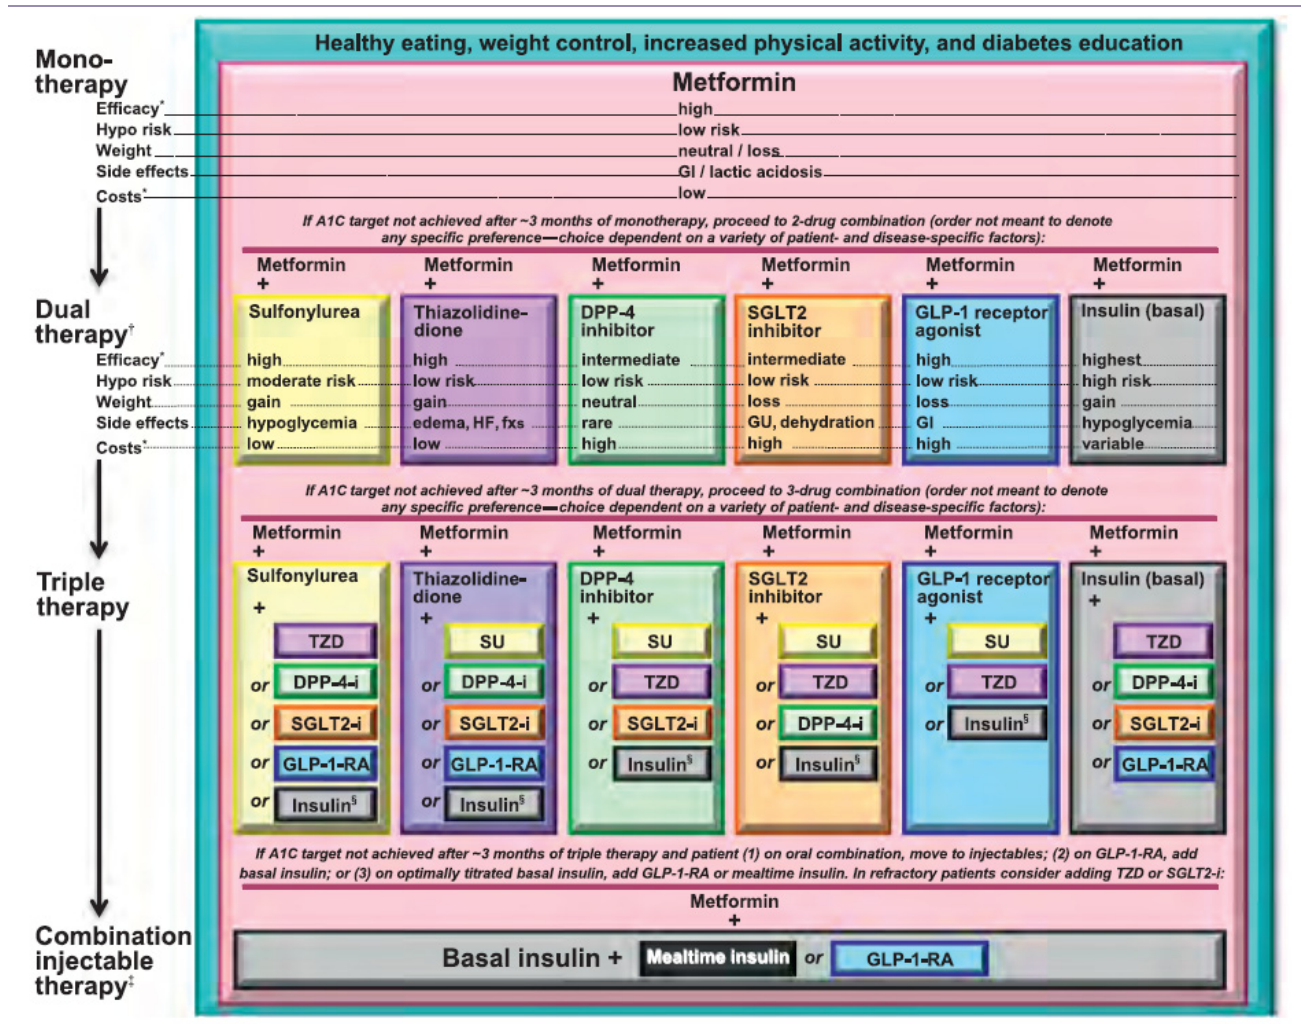 Healthy eating, weight control, increased physical activity, and diabetes education
Mono-
therapy
Metformin
Efficacy* high
Hypo risk low risk
Weight neutral / loss
Side effects GI / lactic acidosis
Costs* low
If A1C target not achieved after ~3 months of monotherapy, proceed to 2-drug combination (order not meant to denote
any specific preference—choice dependent on a variety of patient- and disease-specific factors):
Metformin Metformin Metformin Metformin Metformin Metformin
+ + + + + +
Dual
therapy†
Sulfonylurea Thiazolidine- DPP-4 SGLT2 GLP-1 receptor Insulin (basal)
dione inhibitor inhibitor agonist
Efficacy* high high intermediate intermediate high highest
Hypo risk moderate risk low risk low risk low risk low risk high risk
Weight gain gain neutral loss loss gain
Side effects hypoglycemia edema, HF, fxs rare GU, dehydration GI hypoglycemia
Costs* low low high high high variable
If A1C target not achieved after ~3 months of dual therapy, proceed to 3-drug combination (order not meant to denote
any specific preference—choice dependent on a variety of patient- and disease-specific factors):
Metformin Metformin Metformin Metformin Metformin Metformin
+ + + + + +
Triple
therapy
Sulfonylurea Thiazolidine- DPP-4 SGLT2 GLP-1 receptor Insulin (basal)
dione inhibitor inhibitor agonist
+ + + + + +
TZD SU SU SU SU TZD
or DPP-4-i or DPP-4-i or TZD or TZD or TZD or DPP-4-i
or SGLT2-i or SGLT2-i or SGLT2-i or DPP-4-i or Insulin§ or SGLT2-i
or GLP-1-RA or GLP-1-RA or Insulin§ or Insulin§ or GLP-1-RA
or Insulin§ or Insulin§
If A1C target not achieved after ~3 months of triple therapy and patient (1) on oral combination, move to injectables; (2) on GLP-1-RA, add
basal insulin; or (3) on optimally titrated basal insulin, add GLP-1-RA or mealtime insulin. In refractory patients consider adding TZD or SGLT2-i:
Metformin
+
Combination
injectable
therapy‡
Basal insulin + Mealtime insulin or GLP-1-RA